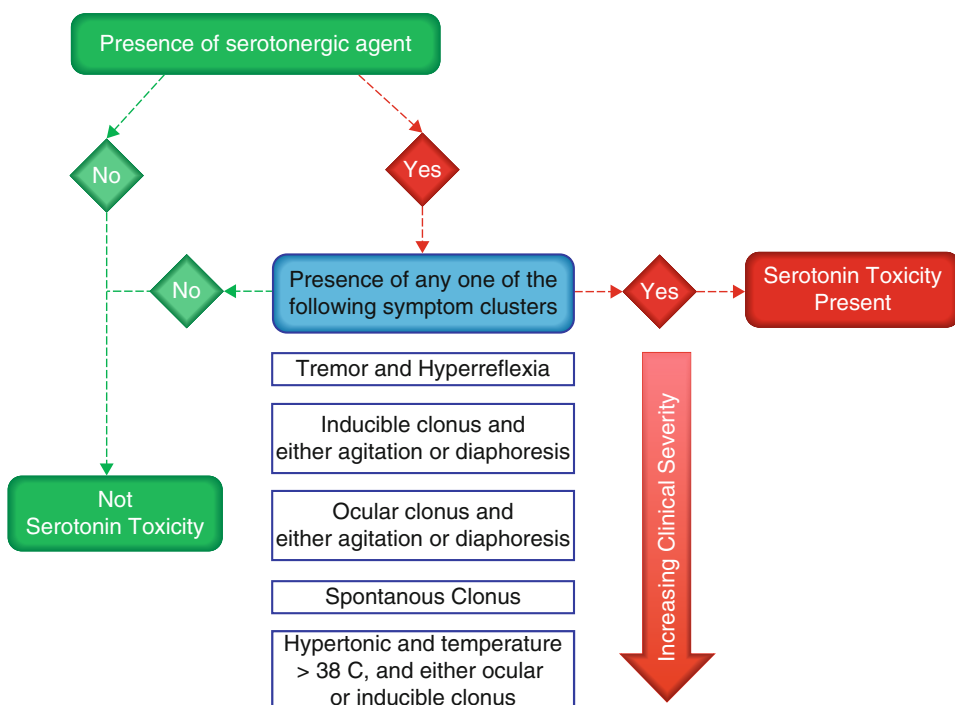 Presence of serotonergic agent
No
Yes
No
Presence of any one of the
following symptom clusters
Yes
Serotonin Toxicity
Present
Tremor and Hyperreflexia
Inducible clonus and
either agitation or diaphoresis
Ocular clonus and
either agitation or diaphoresis
Spontanous Clonus
Hypertonic and temperature
> 38 C, and either ocular
or inducible clonus
Increasing Clinical Severity
Not
Serotonin Toxicity